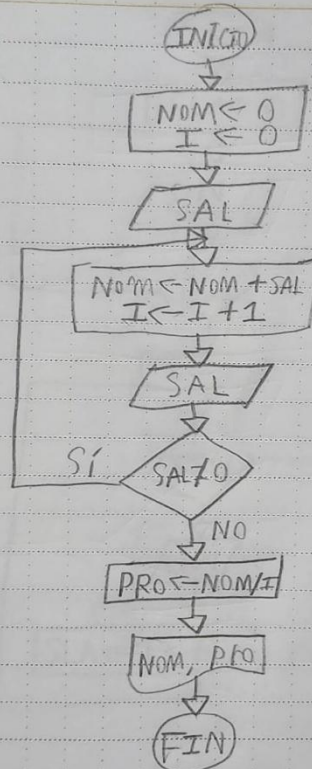 INICIO
NOM ← 0
I ← 0
SAL
NOM ← NOM + SAL
I ← I + 1
SAL
SAL ≠ 0
Sí
NO
PRO ← NOM/I
NOM, PrO
FIN